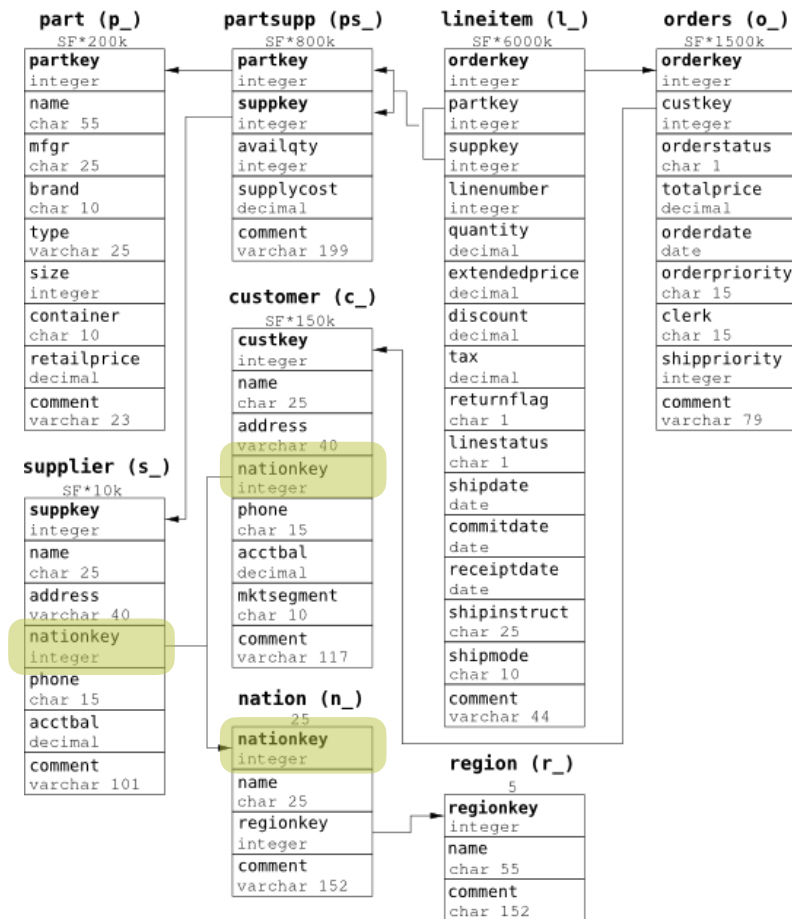 part (p_)
SF*200k
partkey
integer
name
char 55
mfgr
char 25
brand
char 10
type
varchar 25
size
integer
container
char 10
retailprice
decimal
comment
varchar 23
partsupp (ps_)
SF*800k
partkey
integer
suppkey
integer
availqty
integer
supplycost
decimal
comment
varchar 199
lineitem (l_)
SF*6000k
orderkey
integer
partkey
integer
suppkey
integer
linenumber
integer
quantity
decimal
extendedprice
decimal
discount
decimal
tax
decimal
returnflag
char 1
linestatus
char 1
shipdate
date
commitdate
date
receiptdate
date
shipinstruct
char 25
shipmode
char 10
comment
varchar 44
orders (o_)
SF*1500k
orderkey
integer
custkey
integer
orderstatus
char 1
totalprice
decimal
orderdate
date
orderpriority
char 15
clerk
char 15
shippriority
integer
comment
varchar 79
customer (c_)
SF*150k
custkey
integer
name
char 25
address
varchar 40
nationkey
integer
phone
char 15
acctbal
decimal
mktsegment
char 10
comment
varchar 117
supplier (s_)
SF*10k
suppkey
integer
name
char 25
address
varchar 40
nationkey
integer
phone
char 15
acctbal
decimal
comment
varchar 101
nation (n_)
25
nationkey
integer
name
char 25
regionkey
integer
comment
varchar 152
region (r_)
5
regionkey
integer
name
char 55
comment
char 152